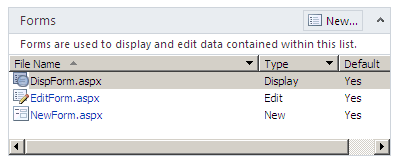 Forms New...
Forms are used to display and edit data contained within this list.
File Name Type Default
DispForm.aspx Display Yes
EditForm.aspx Edit Yes
NewForm.aspx New Yes